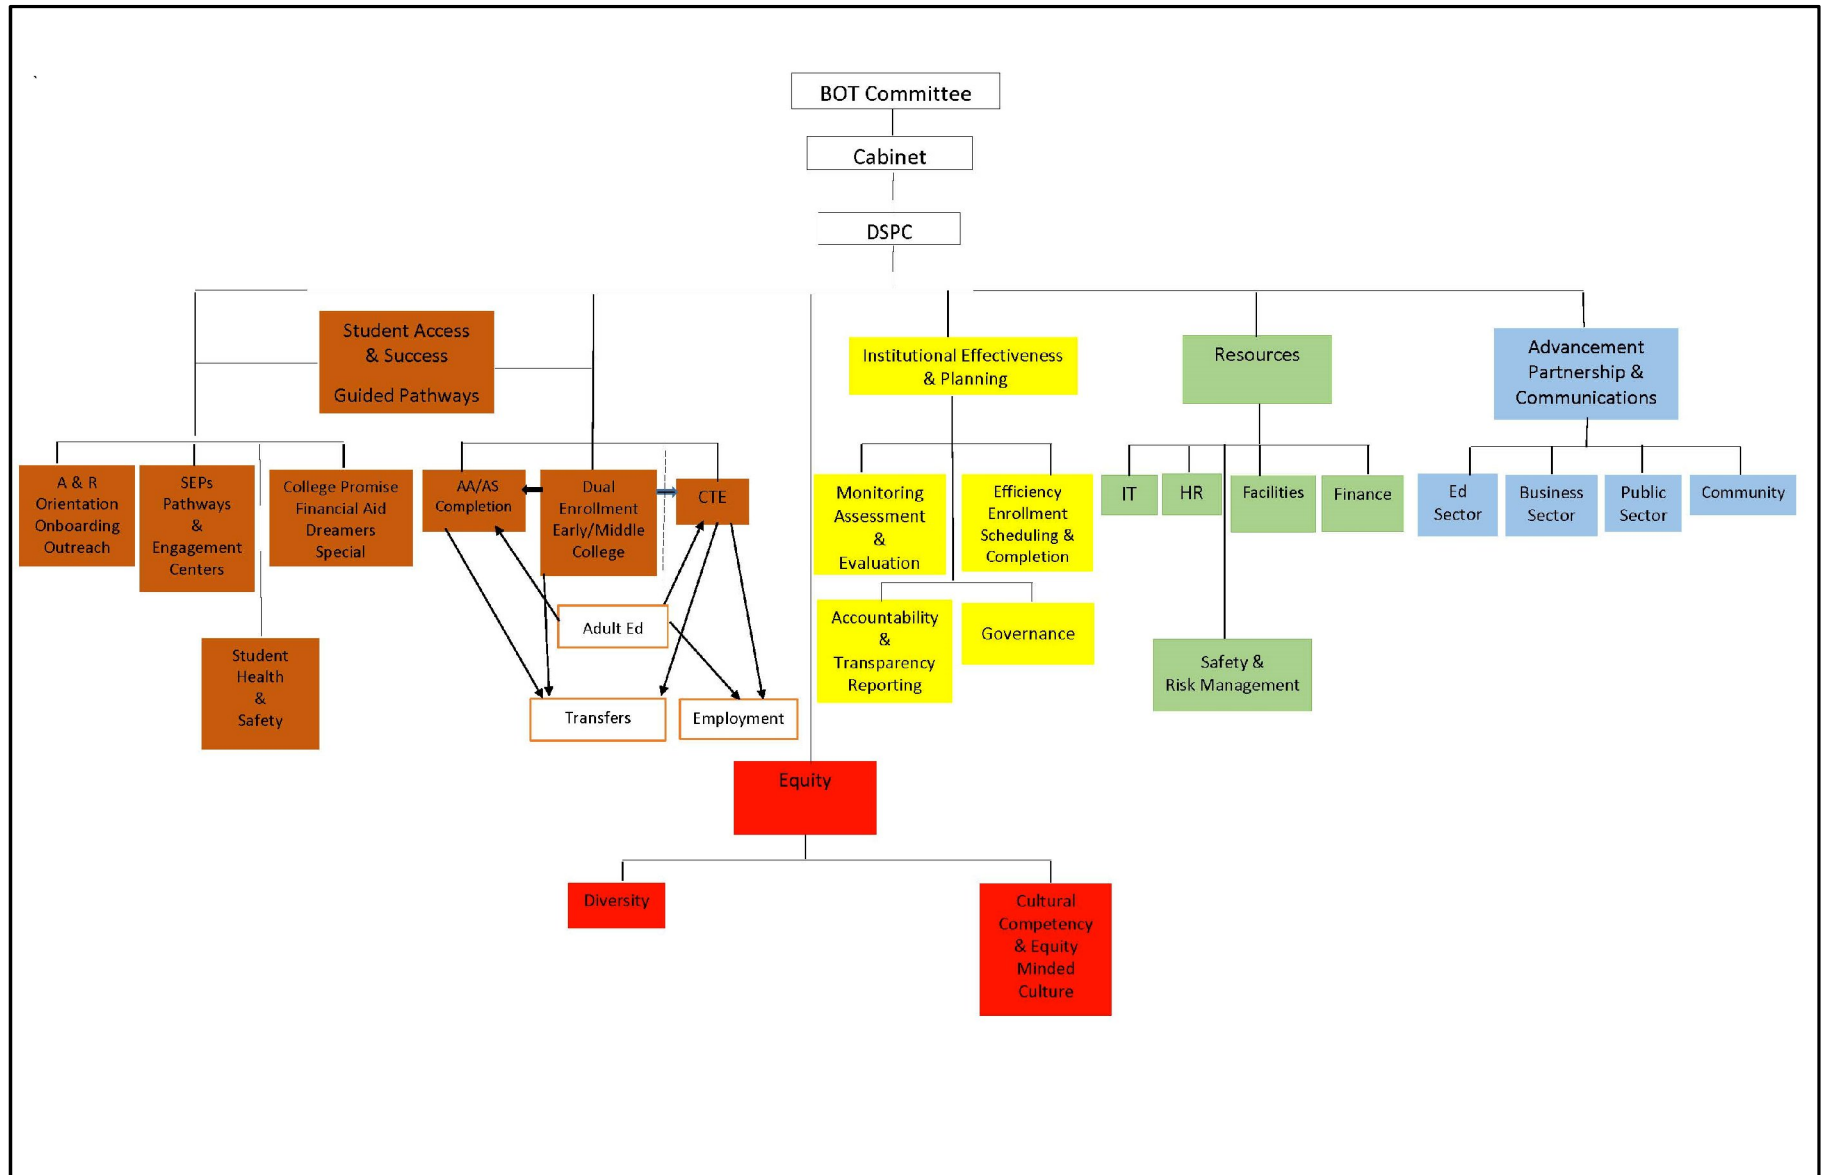 BOT Committee
Cabinet
DSPC
Student Access
& Success
Guided Pathways
Institutional Effectiveness
& Planning
Resources
Advancement
Partnership &
Communications
A & R
Orientation
Onboarding
Outreach
SEPs
Pathways
&
Engagement
Centers
College Promise
Financial Aid
Dreamers
Special
Student
Health
&
Safety
AA/AS
Completion
Dual
Enrollment
Early/Middle
College
CTE
Adult Ed
Transfers
Employment
Monitoring
Assessment
&
Evaluation
Efficiency
Enrollment
Scheduling &
Completion
Accountability
&
Transparency
Reporting
Governance
IT
HR
Facilities
Finance
Safety &
Risk Management
Ed
Sector
Business
Sector
Public
Sector
Community
Equity
Diversity
Cultural
Competency
& Equity
Minded
Culture